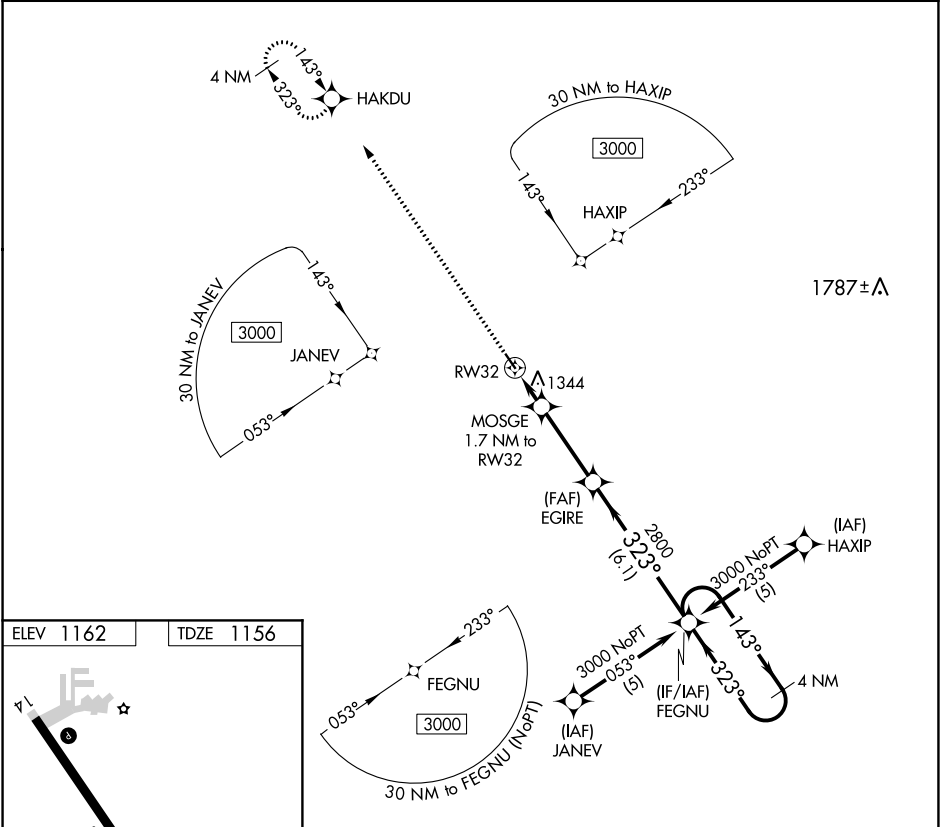 143°
4 NM
323°
HAKDU
30 NM to HAXIP
3000
143°
233°
HAXIP
1787±
30 NM to JANEV
143°
3000
JANEV
053°
RW32
1344
MOSGE
1.7 NM to
RW32
(FAF)
EGIRE
2800
323°
(6.1)
(IAF)
HAXIP
3000 NoPT
233°
(5)
143°
323°
4 NM
3000 NoPT
053°
(5)
(IF/IAF)
FEGNU
(IAF)
JANEV
233°
053°
FEGNU
3000
30 NM to FEGNU (NoPT)
ELEV 1162
TDZE 1156
14
P